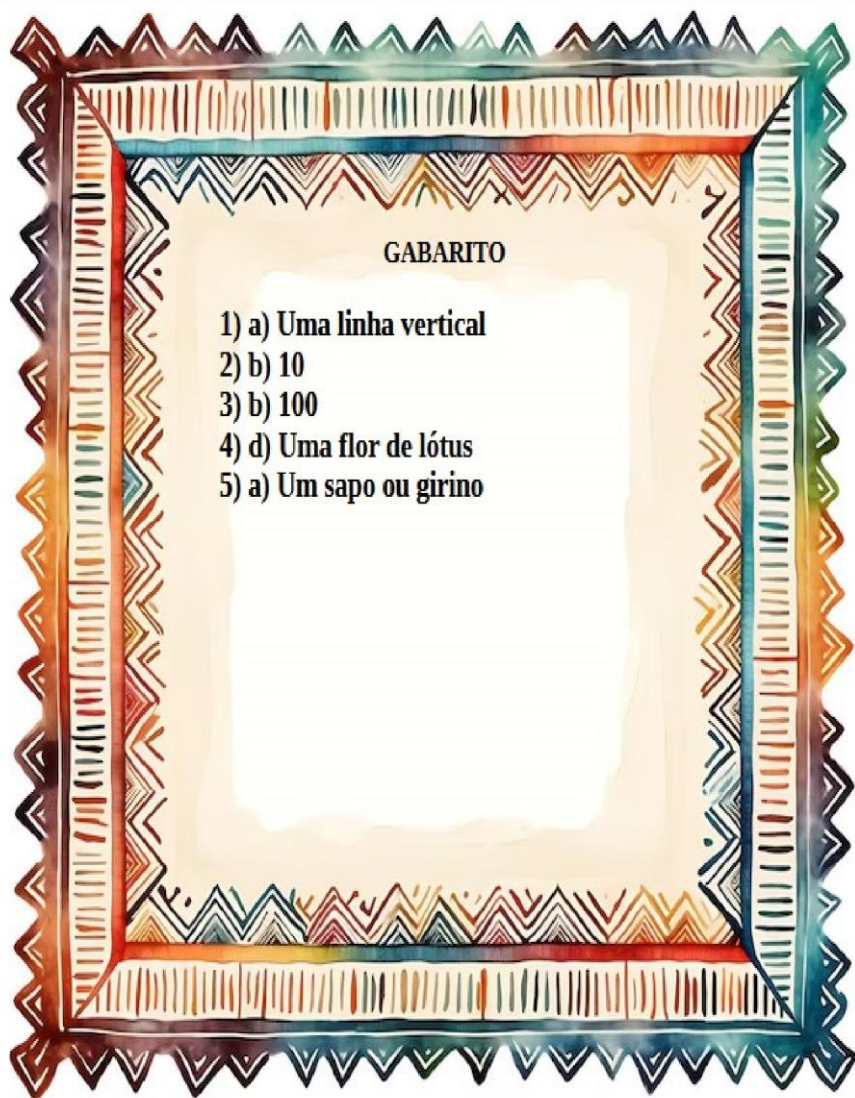 GABARITO
1) a) Uma linha vertical
2) b) 10
3) b) 100
4) d) Uma flor de lótus
5) a) Um sapo ou girino